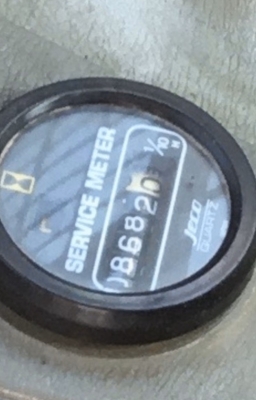 SERVICE METER
8682
1/10 H
Jeco
QUARTZ